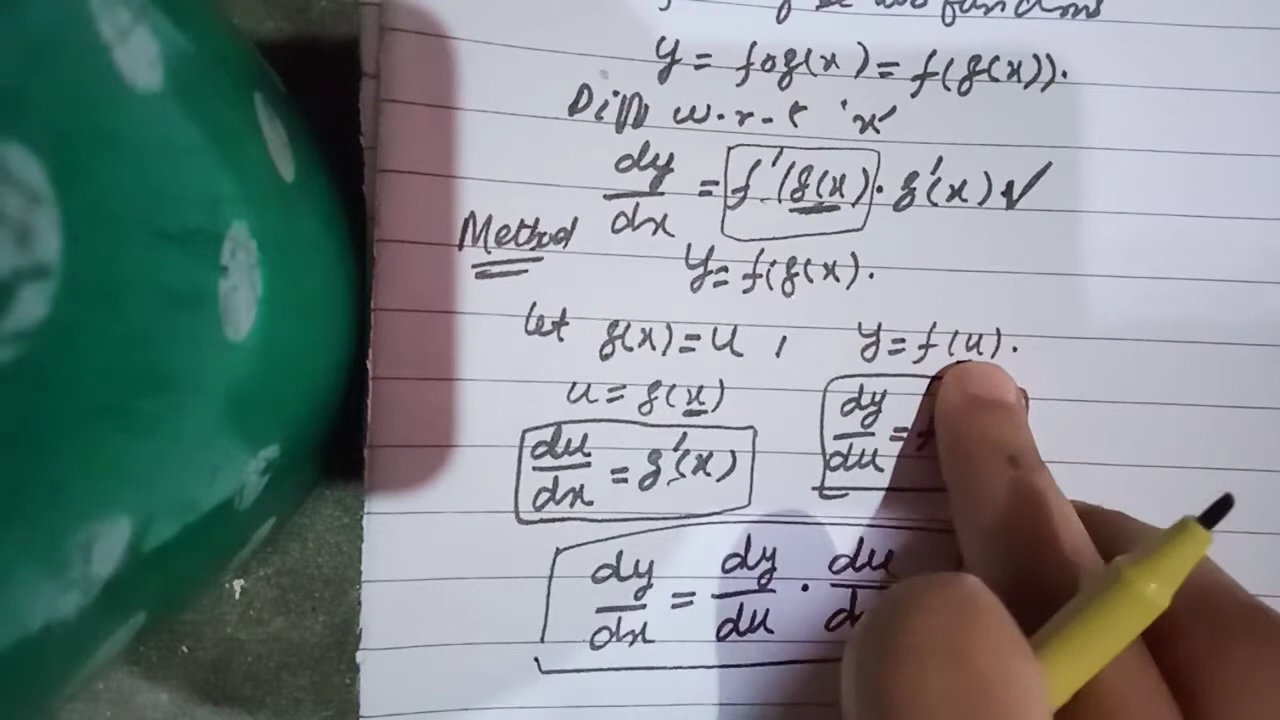 y = fog(x) = f(g(x)).
Diff w.r.t 'x'
dy/dx = f'(g(x)). g'(x) ✓
Method
y = f(g(x).
let g(x) = u , y = f(u).
u = g(x)
du/dx = g'(x)
dy/du =
dy/dx = dy/du . du/d